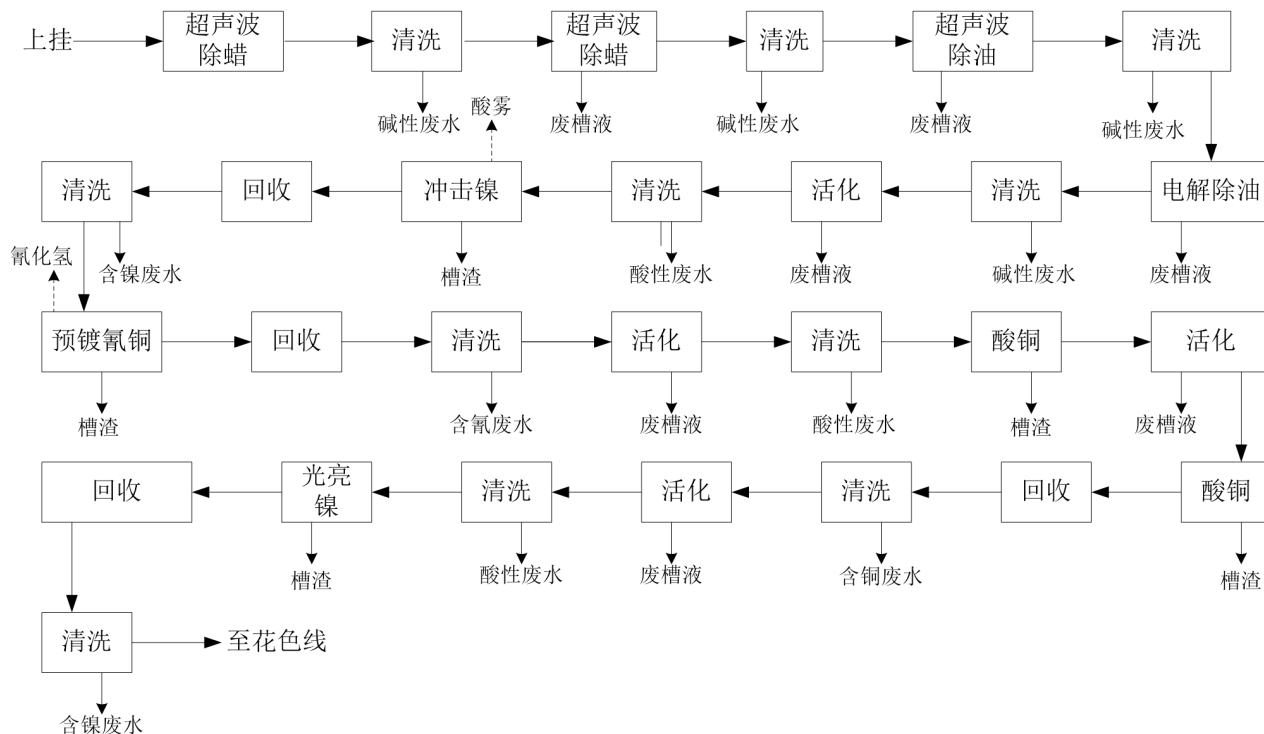 上挂
超声波
除蜡
清洗
超声波
除蜡
清洗
超声波
除油
清洗
碱性废水
酸雾
废槽液
碱性废水
废槽液
碱性废水
清洗
回收
冲击镍
清洗
活化
清洗
电解除油
氰化氢
含镍废水
槽渣
酸性废水
废槽液
碱性废水
废槽液
预镀氰铜
回收
清洗
活化
清洗
酸铜
活化
槽渣
含氰废水
废槽液
酸性废水
槽渣
废槽液
回收
光亮
镍
清洗
活化
清洗
回收
酸铜
槽渣
酸性废水
废槽液
含铜废水
槽渣
清洗
至花色线
含镍废水